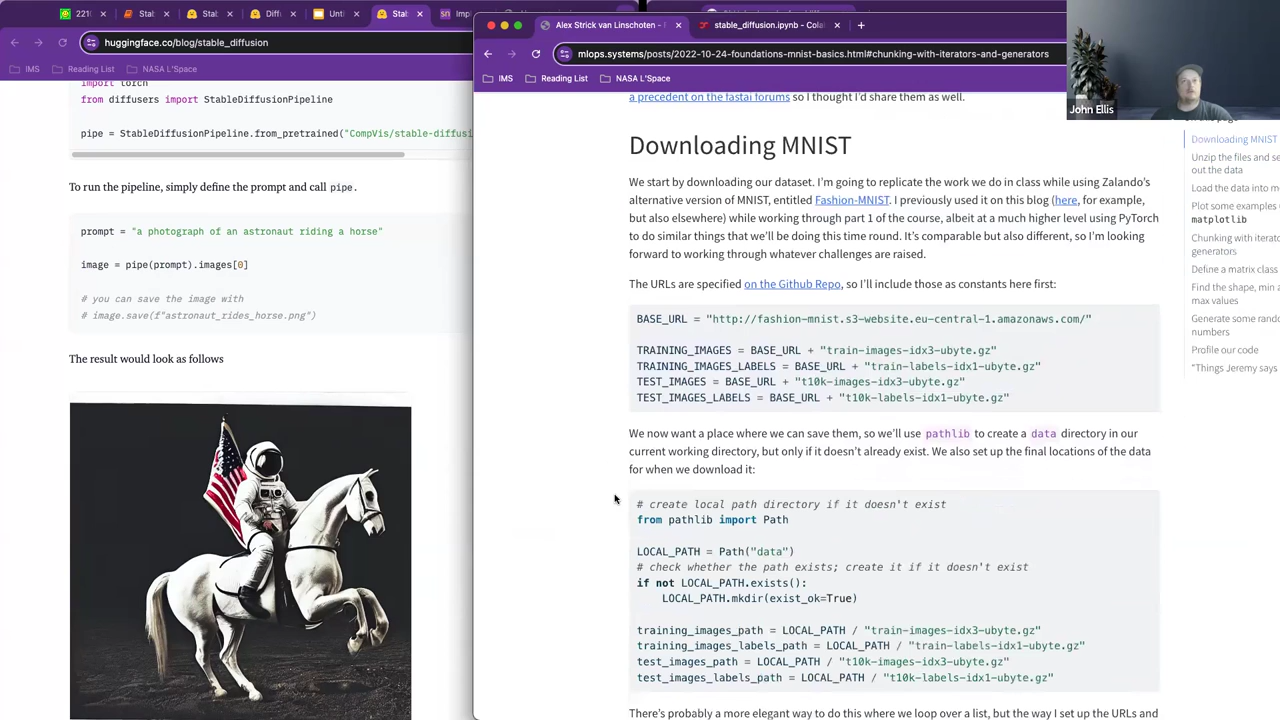 2210
Stab
Stab
Diff
Unt
Stab
Imp
huggingface.co/blog/stable_diffusion
IMS
Reading List
NASA L'Space
import torch
from diffusers import StableDiffusionPipeline
pipe = StableDiffusionPipeline.from_pretrained("CompVis/stable-diffusi
To run the pipeline, simply define the prompt and call pipe.
prompt = "a photograph of an astronaut riding a horse"
image = pipe(prompt).images[0]
# you can save the image with
# image.save(f"astronaut_rides_horse.png")
The result would look as follows
Alex Strick van Linschoten - 
stable_diffusion.ipynb - Cola
mlops.systems/posts/2022-10-24-foundations-mnist-basics.html#chunking-with-iterators-and-generators
IMS
Reading List
NASA L'Space
John Ellis
a precedent on the fastai forums so I thought I'd share them as well.
Downloading MNIST
We start by downloading our dataset. I'm going to replicate the work we do in class while using Zalando's
alternative version of MNIST, entitled Fashion-MNIST. I previously used it on this blog (here, for example,
but also elsewhere) while working through part 1 of the course, albeit at a much higher level using PyTorch
to do similar things that we'll be doing this time round. It's comparable but also different, so I'm looking
forward to working through whatever challenges are raised.
The URLs are specified on the Github Repo, so I'll include those as constants here first:
BASE_URL = "http://fashion-mnist.s3-website.eu-central-1.amazonaws.com/"
TRAINING_IMAGES = BASE_URL + "train-images-idx3-ubyte.gz"
TRAINING_IMAGES_LABELS = BASE_URL + "train-labels-idx1-ubyte.gz"
TEST_IMAGES = BASE_URL + "t10k-images-idx3-ubyte.gz"
TEST_IMAGES_LABELS = BASE_URL + "t10k-labels-idx1-ubyte.gz"
We now want a place where we can save them, so we'll use pathlib to create a data directory in our
current working directory, but only if it doesn't already exist. We also set up the final locations of the data
for when we download it:
# create local path directory if it doesn't exist
from pathlib import Path
LOCAL_PATH = Path("data")
# check whether the path exists; create it if it doesn't exist
if not LOCAL_PATH.exists():
LOCAL_PATH.mkdir(exist_ok=True)
training_images_path = LOCAL_PATH / "train-images-idx3-ubyte.gz"
training_images_labels_path = LOCAL_PATH / "train-labels-idx1-ubyte.gz"
test_images_path = LOCAL_PATH / "t10k-images-idx3-ubyte.gz"
test_images_labels_path = LOCAL_PATH / "t10k-labels-idx1-ubyte.gz"
There's probably a more elegant way to do this where we loop over a list, but the way I set up the URLs and
Downloading MNIST
Unzip the files and se
out the data
Load the data into m
Plot some examples
matplotlib
Chunking with iterat
generators
Define a matrix class
Find the shape, min a
max values
Generate some rando
numbers
Profile our code
"Things Jeremy says